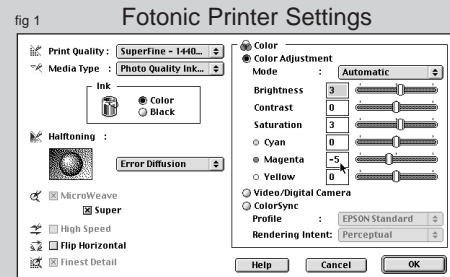 fig 1 Fotonic Printer Settings
Print Quality : SuperFine - 1440...
Media Type : Photo Quality Ink...
Ink
Color
Black
Halftoning :
Error Diffusion
MicroWeave
Super
High Speed
Flip Horizontal
Finest Detail
Color
Color Adjustment
Mode : Automatic
Brightness 3
Contrast 0
Saturation 3
Cyan 0
Magenta -5
Yellow 0
Video/Digital Camera
ColorSync
Profile : EPSON Standard
Rendering Intent: Perceptual
Help Cancel OK